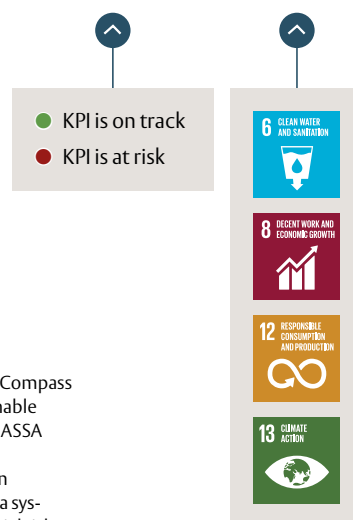 KPI is on track
KPI is at risk
6 CLEAN WATER
AND SANITATION
8 DECENT WORK AND
ECONOMIC GROWTH
12 RESPONSIBLE
CONSUMPTION
AND PRODUCTION
13 CLIMATE
ACTION
Compass
nable
ASSA
n
a sys-